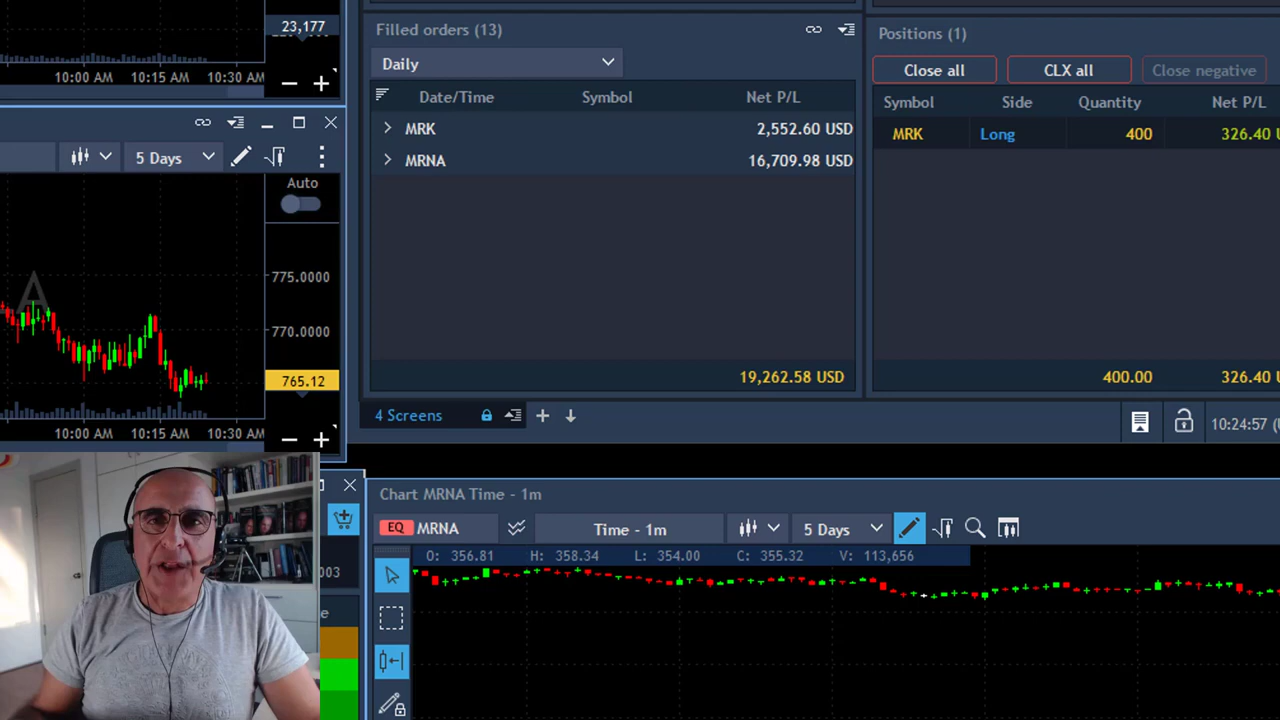 23,177
10:00 AM 10:15 AM 10:30 AM
5 Days
Auto
A
775.0000
770.0000
765.12
10:00 AM 10:15 AM 10:30 AM
Filled orders (13)
Daily
Date/Time Symbol Net P/L
MRK 2,552.60 USD
MRNA 16,709.98 USD
19,262.58 USD
Positions (1)
Close all CLX all Close negative
Symbol Side Quantity Net P/L
MRK Long 400 326.40
400.00 326.40
4 Screens
10:24:57
Chart MRNA Time - 1m
EQ MRNA Time - 1m 5 Days
O: 356.81 H: 358.34 L: 354.00 C: 355.32 V: 113,656
003